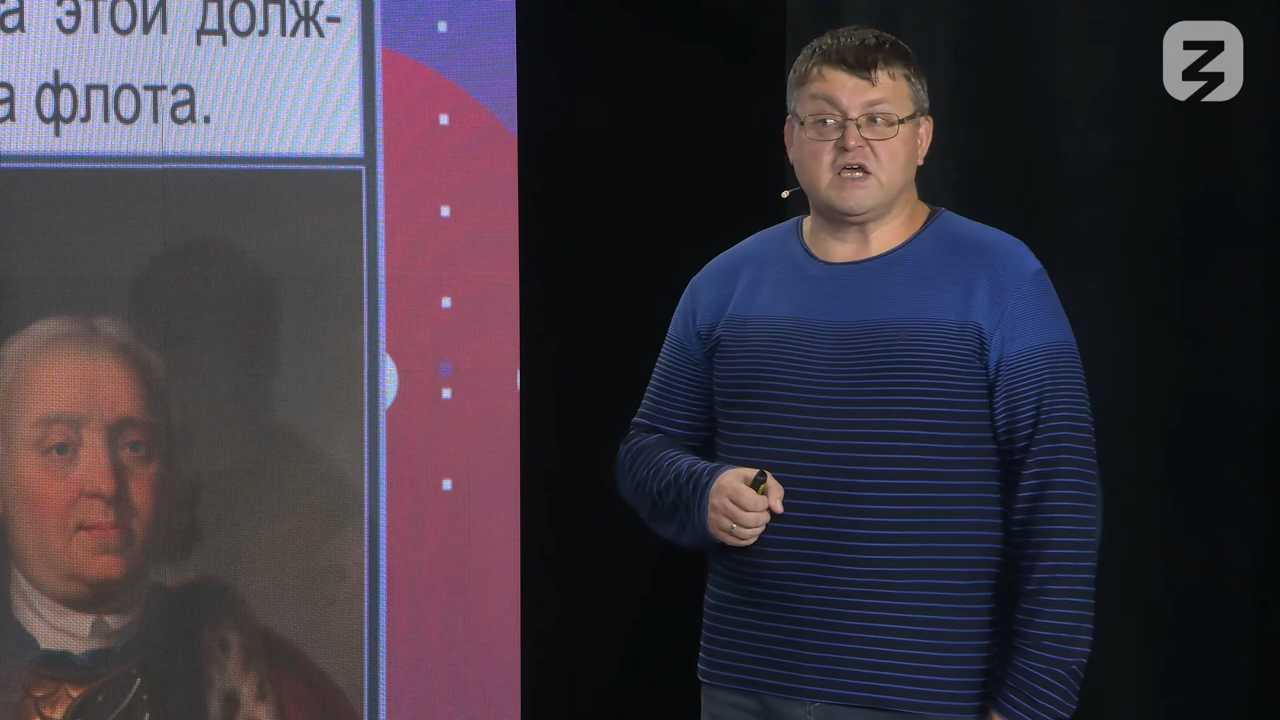 а этой долж-
а флота.